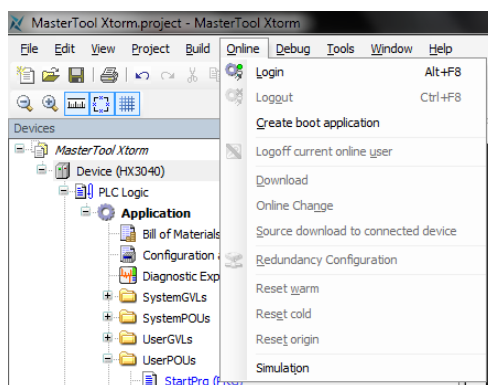 MasterTool Xtorm.project - MasterTool Xtorm
File Edit View Project Build Online Debug Tools Window Help
Login Alt+F8
Logout Ctrl+F8
Create boot application
Logoff current online user
Download
Online Change
Source download to connected device
Redundancy Configuration
Reset warm
Reset cold
Reset origin
Simulation
Devices
MasterTool Xtorm
Device (HX3040)
PLC Logic
Application
Bill of Materials
Configuration
Diagnostic Exp
SystemGVLs
SystemPOUs
UserGVLs
UserPOUs
StartPrg (PRG)